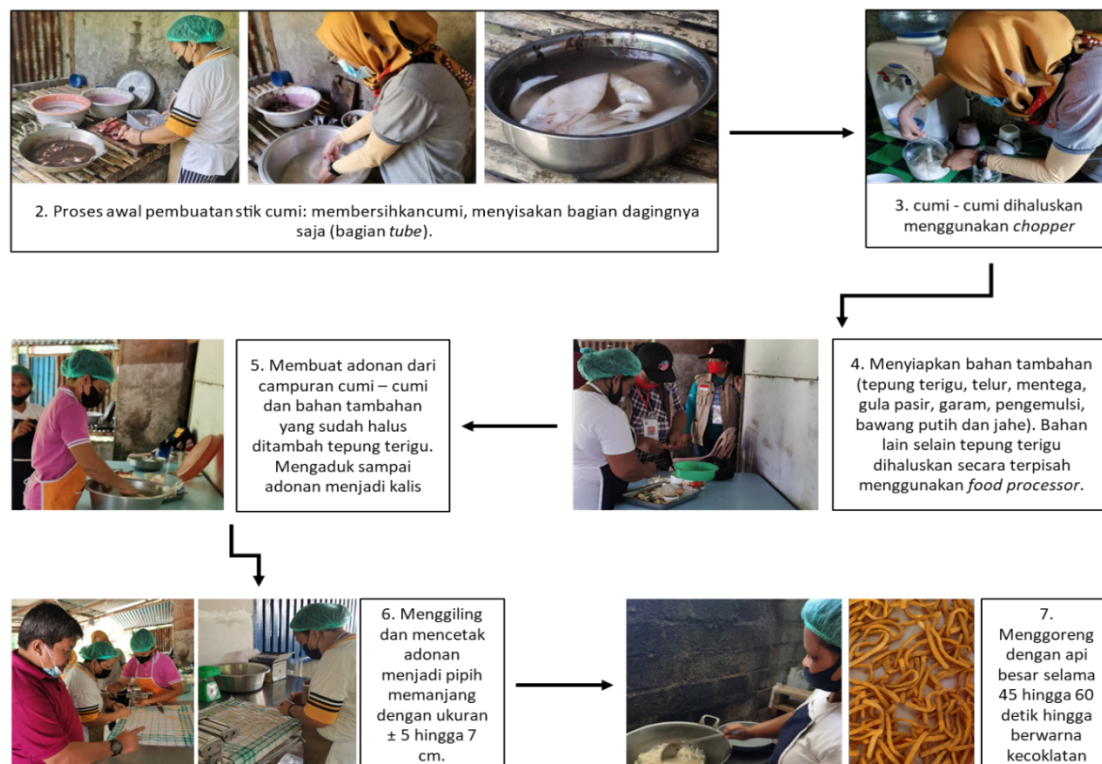 2. Proses awal pembuatan stik cumi: membersihkan cumi, menyisakan bagian dagingnya
saja (bagian tube).
3. cumi - cumi dihaluskan
menggunakan chopper
4. Menyiapkan bahan tambahan
(tepung terigu, telur, mentega,
gula pasir, garam, pengemulsi,
bawang putih dan jahe). Bahan
lain selain tepung terigu
dihaluskan secara terpisah
menggunakan food processor.
5. Membuat adonan dari
campuran cumi – cumi
dan bahan tambahan
yang sudah halus
ditambah tepung terigu.
Mengaduk sampai
adonan menjadi kalis
6. Menggiling
dan mencetak
adonan
menjadi pipih
memanjang
dengan ukuran
± 5 hingga 7
cm.
7.
Menggoreng
dengan api
besar selama
45 hingga 60
detik hingga
berwarna
kecoklatan